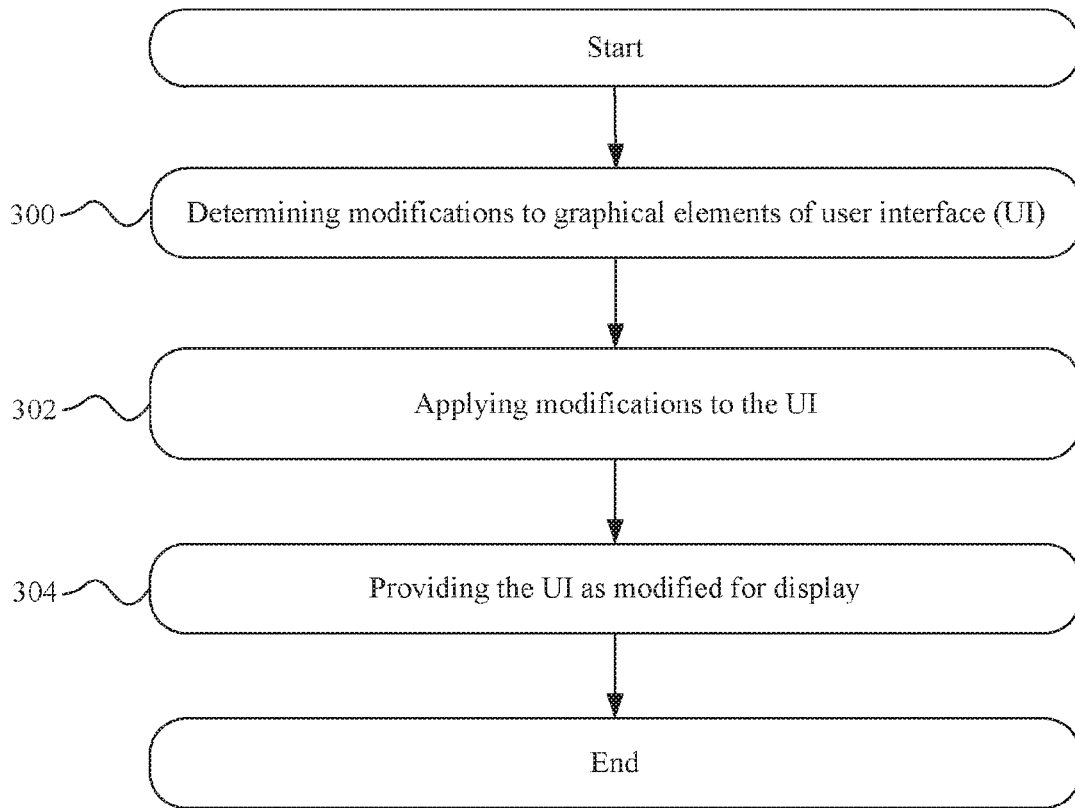 Start
300
Determining modifications to graphical elements of user interface (UI)
302
Applying modifications to the UI
304
Providing the UI as modified for display
End